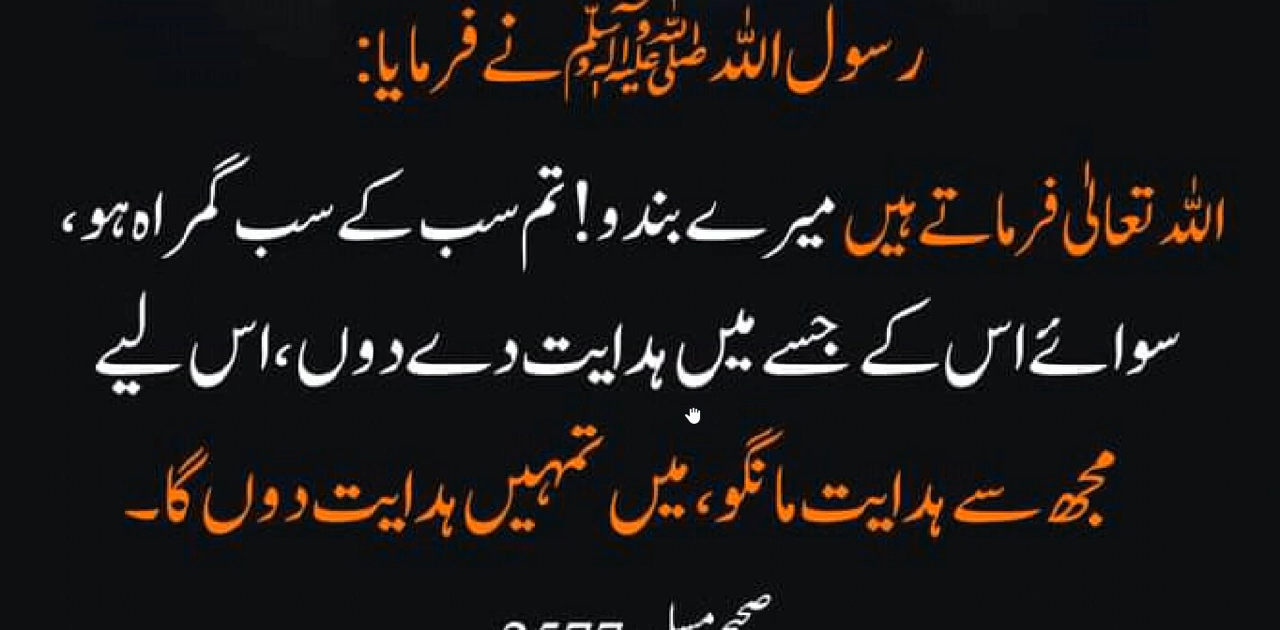 رسول اللہ ﷺ نے فرمایا:
اللہ تعالیٰ فرماتے ہیں میرے بندو! تم سب کے سب گمراہ ہو،
سوائے اس کے جسے میں ہدایت دے دوں، اس لیے
مجھ سے ہدایت مانگو، میں تمہیں ہدایت دوں گا۔
صحیح مسلم